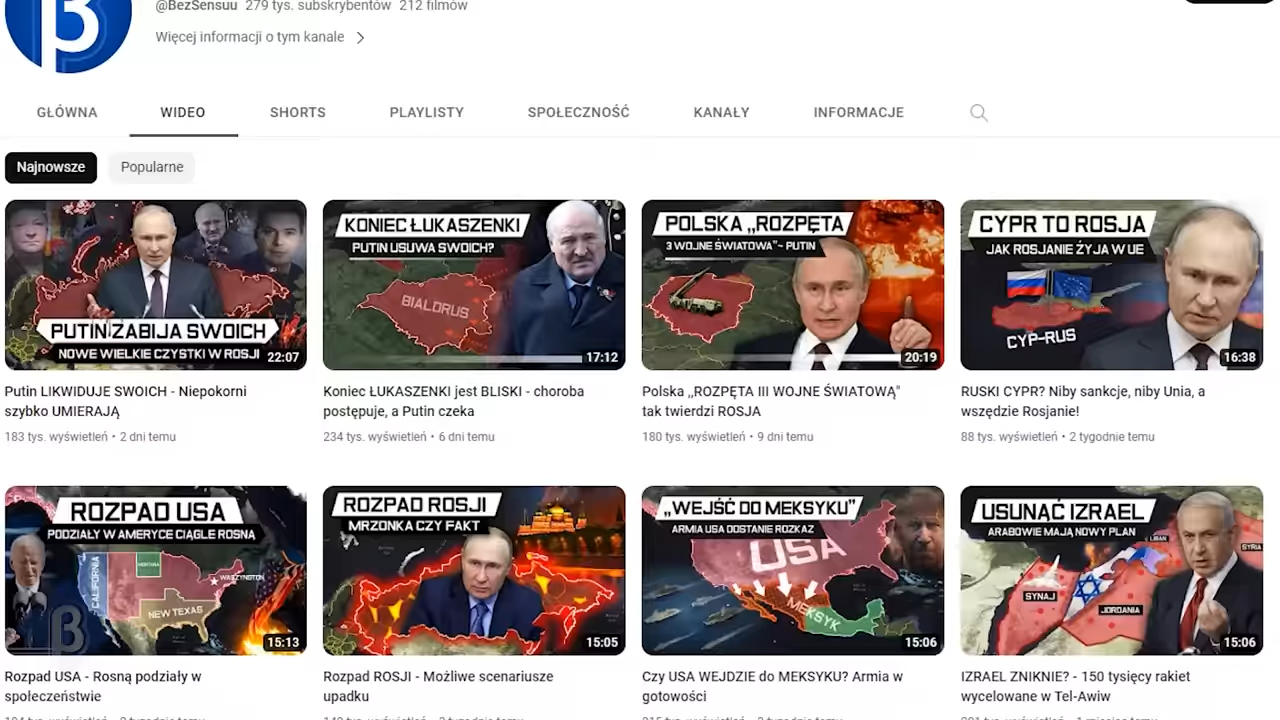 @BezSensuu 279 tys. subskrybentów 212 filmów
Więcej informacji o tym kanale
GŁÓWNA WIDEO SHORTS PLAYLISTY SPOŁECZNOŚĆ KANAŁY INFORMACJE
Najnowsze Popularne
PUTIN ZABIJA SWOICH
NOWE WIELKIE CZYSTKI W ROSJI
22:07
KONIEC ŁUKASZENKI
PUTIN USUWA SWOICH?
BIAŁORUS
17:12
POLSKA „ROZPĘTA
3 WOJNE ŚWIATOWA" - PUTIN
20:19
CYPR TO ROSJA
JAK ROSJANIE ŻYJA W UE
CYP-RUS
16:38
Putin LIKWIDUJE SWOICH - Niepokorni
szybko UMIERAJĄ
183 tys. wyświetleń • 2 dni temu
Koniec ŁUKASZENKI jest BLISKI - choroba
postępuje, a Putin czeka
234 tys. wyświetleń • 6 dni temu
Polska ,,ROZPĘTA III WOJNE ŚWIATOWĄ"
tak twierdzi ROSJA
180 tys. wyświetleń • 9 dni temu
RUSKI CYPR? Niby sankcje, niby Unia, a
wszędzie Rosjanie!
88 tys. wyświetleń • 2 tygodnie temu
ROZPAD USA
PODZIAŁY W AMERYCE CIĄGLE ROSNĄ
CALIFORNIA
MONTANA
WASZYNGTON
NEW TEXAS
β
15:13
ROZPAD ROSJI
MRZONKA CZY FAKT
15:05
„WEJŚĆ DO MEKSYKU"
ARMIA USA DOSTANIE ROZKAZ
USA
MEKSYK
15:06
USUNĄĆ IZRAEL
ARABOWIE MAJĄ NOWY PLAN
LIBAN
SYRIA
SYNAJ
JORDANIA
15:06
Rozpad USA - Rosną podziały w
społeczeństwie
Rozpad ROSJI - Możliwe scenariusze
upadku
Czy USA WEJDZIE do MEKSYKU? Armia w
gotowości
IZRAEL ZNIKNIE? - 150 tysięcy rakiet
wycelowane w Tel-Awiw